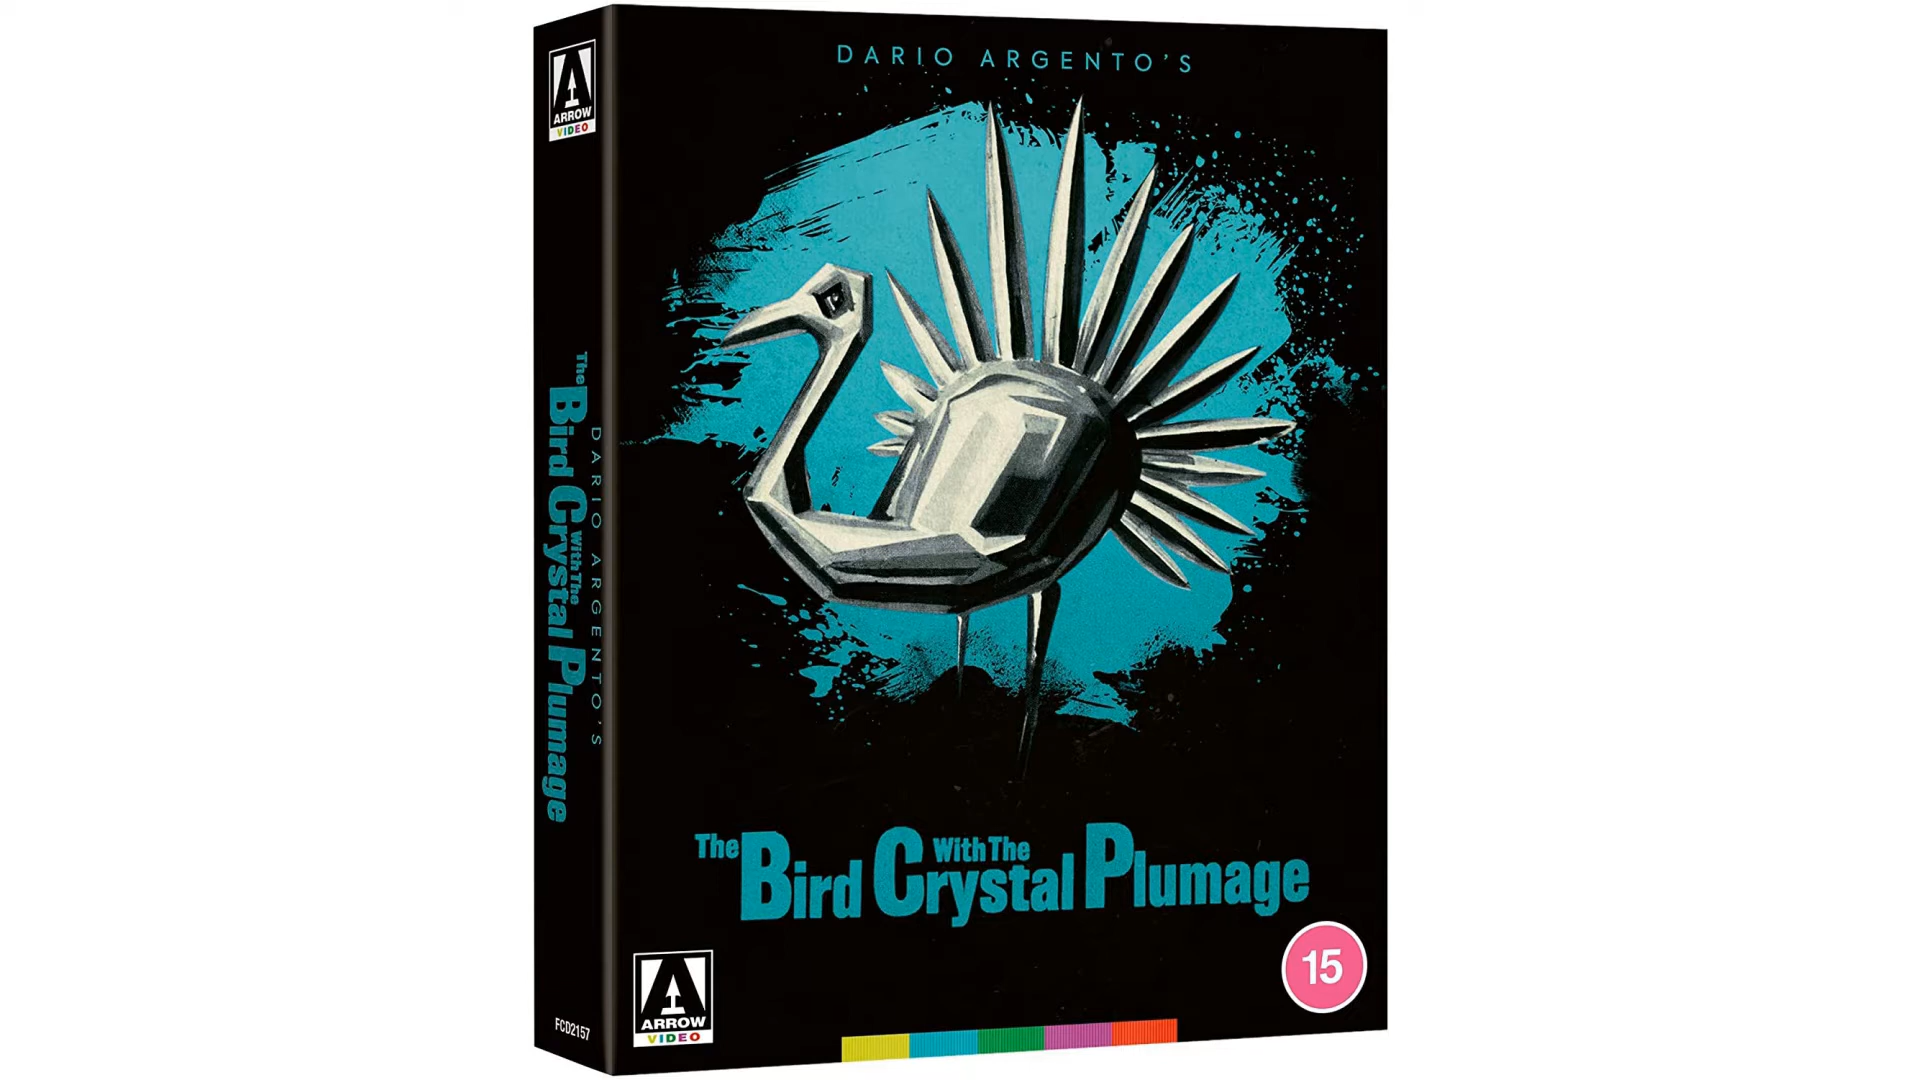 ARROW
VIDEO
The
Bird Crystal Plumage
With The
DARIO ARGENTO'S
FCD2157
DARIO ARGENTO'S
The Bird With The Crystal Plumage
ARROW
VIDEO
15